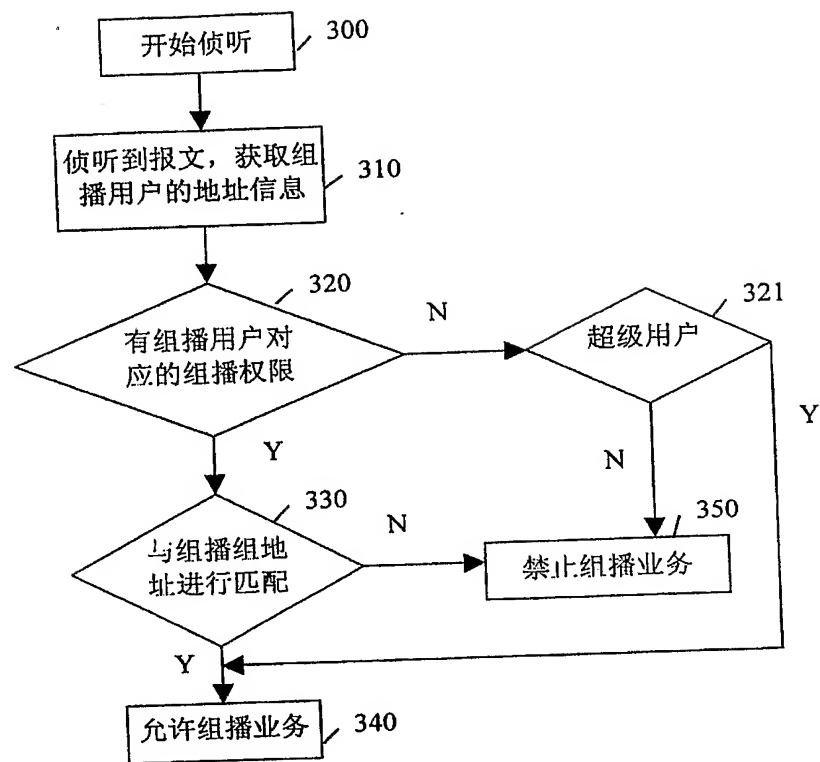 开始侦听
300
侦听到报文，获取组
播用户的地址信息
310
320
有组播用户对
应的组播权限
N
321
超级用户
Y
Y
N
330
与组播组地
址进行匹配
N
350
禁止组播业务
Y
允许组播业务
340